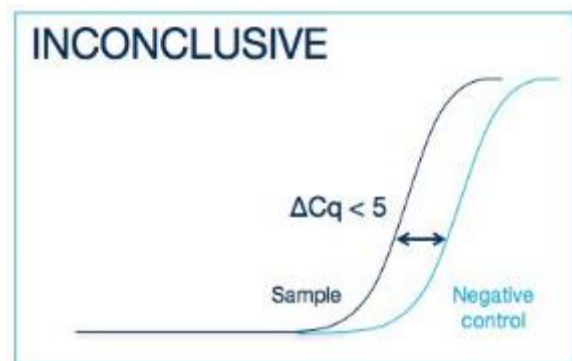 INCONCLUSIVE
ΔCq < 5
Sample
Negative
control